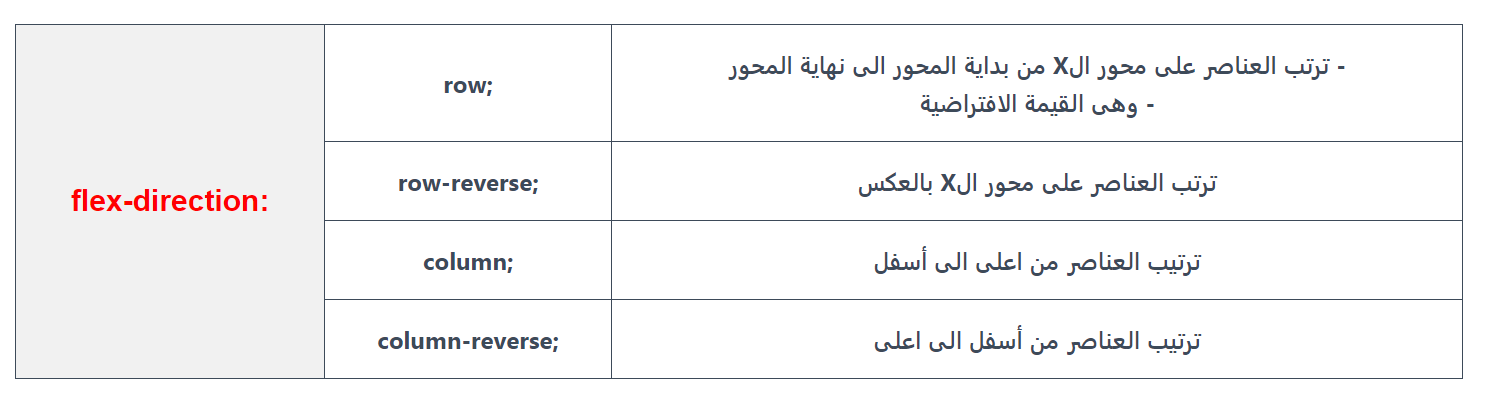 flex-direction:
row;
- ترتب العناصر على محور الX من بداية المحور الى نهاية المحور
- وهى القيمة الافتراضية
row-reverse;
ترتب العناصر على محور الX بالعكس
column;
ترتيب العناصر من اعلى الى أسفل
column-reverse;
ترتيب العناصر من أسفل الى اعلى